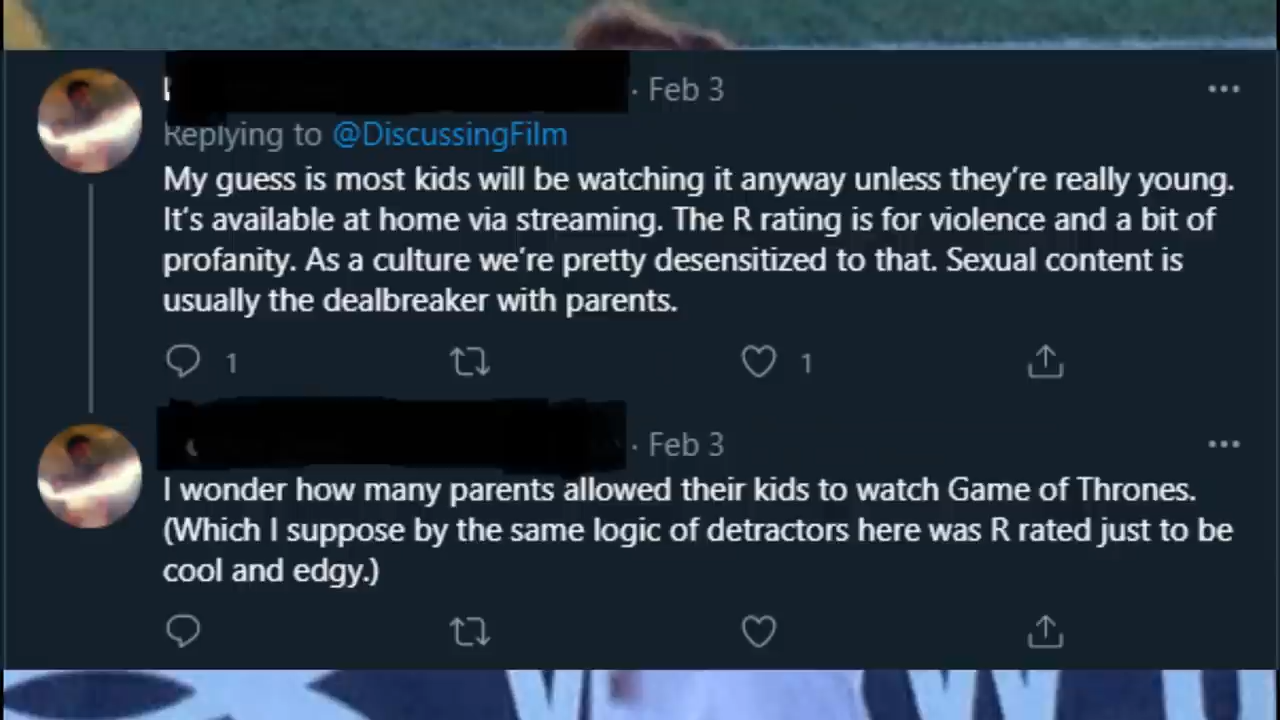 · Feb 3
Replying to @DiscussingFilm
My guess is most kids will be watching it anyway unless they’re really young.
It’s available at home via streaming. The R rating is for violence and a bit of
profanity. As a culture we’re pretty desensitized to that. Sexual content is
usually the dealbreaker with parents.
1 1
· Feb 3
I wonder how many parents allowed their kids to watch Game of Thrones.
(Which I suppose by the same logic of detractors here was R rated just to be
cool and edgy.)